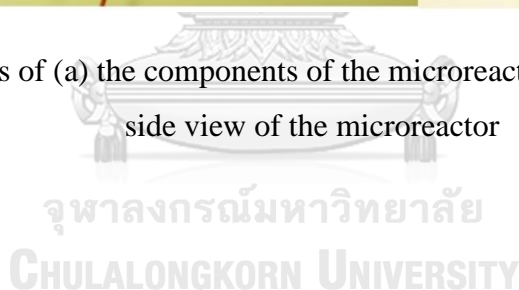 s of (a) the components of the microreact
side view of the microreactor
จุฬาลงกรณ์มหาวิทยาลัย
CHULALONGKORN UNIVERSITY